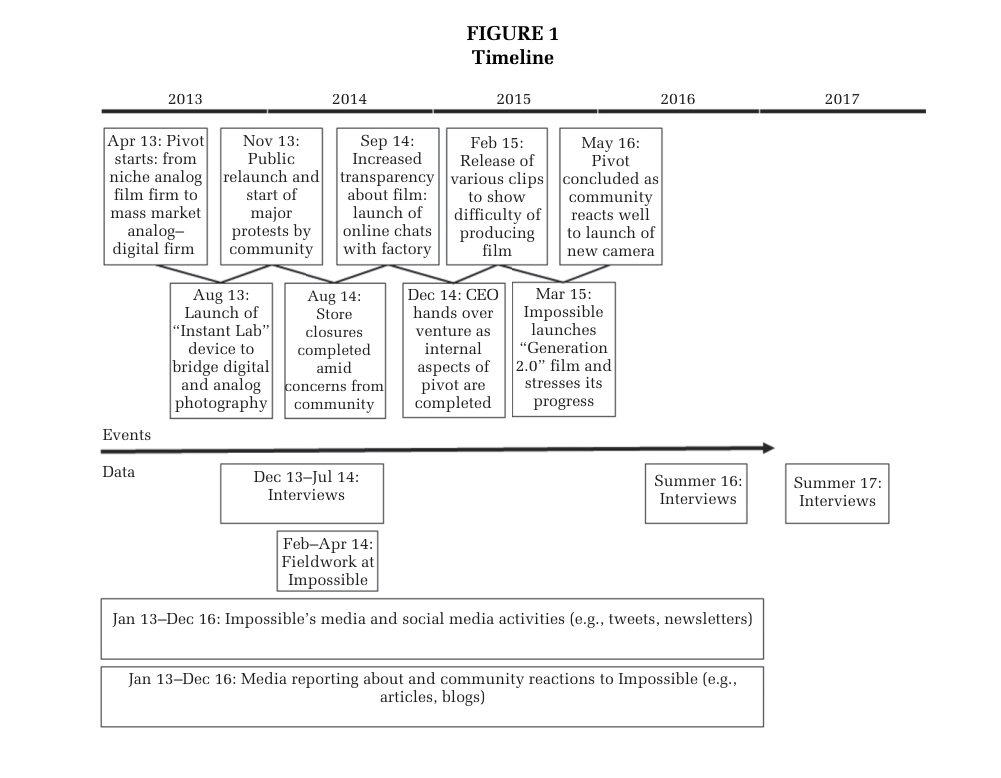 FIGURE 1
Timeline
2013
2014
2015
2016
2017
Apr 13: Pivot
starts: from
niche analog
film firm to
mass market
analog–
digital firm
Nov 13:
Public
relaunch and
start of
major
protests by
community
Sep 14:
Increased
transparency
about film:
launch of
online chats
with factory
Feb 15:
Release of
various clips
to show
difficulty of
producing
film
May 16:
Pivot
concluded as
community
reacts well
to launch of
new camera
Aug 13:
Launch of
“Instant Lab”
device to
bridge digital
and analog
photography
Aug 14:
Store
closures
completed
amid
concerns from
community
Dec 14: CEO
hands over
venture as
internal
aspects of
pivot are
completed
Mar 15:
Impossible
launches
“Generation
2.0” film and
stresses its
progress
Events
Data
Dec 13–Jul 14:
Interviews
Summer 16:
Interviews
Summer 17:
Interviews
Feb–Apr 14:
Fieldwork at
Impossible
Jan 13–Dec 16: Impossible’s media and social media activities (e.g., tweets, newsletters)
Jan 13–Dec 16: Media reporting about and community reactions to Impossible (e.g.,
articles, blogs)